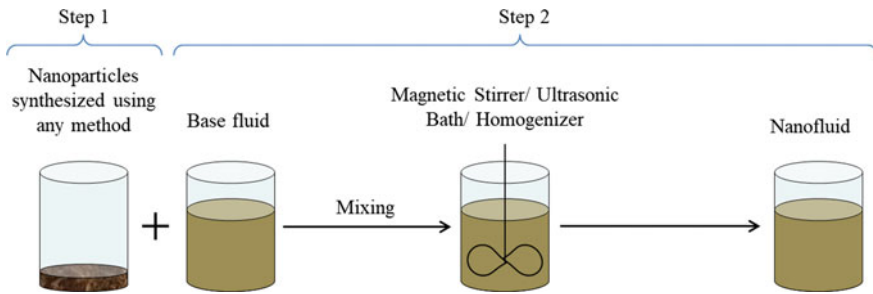 Step 1
Step 2
Nanoparticles
synthesized using
any method
Base fluid
Magnetic Stirrer/ Ultrasonic
Bath/ Homogenizer
Nanofluid
+
Mixing